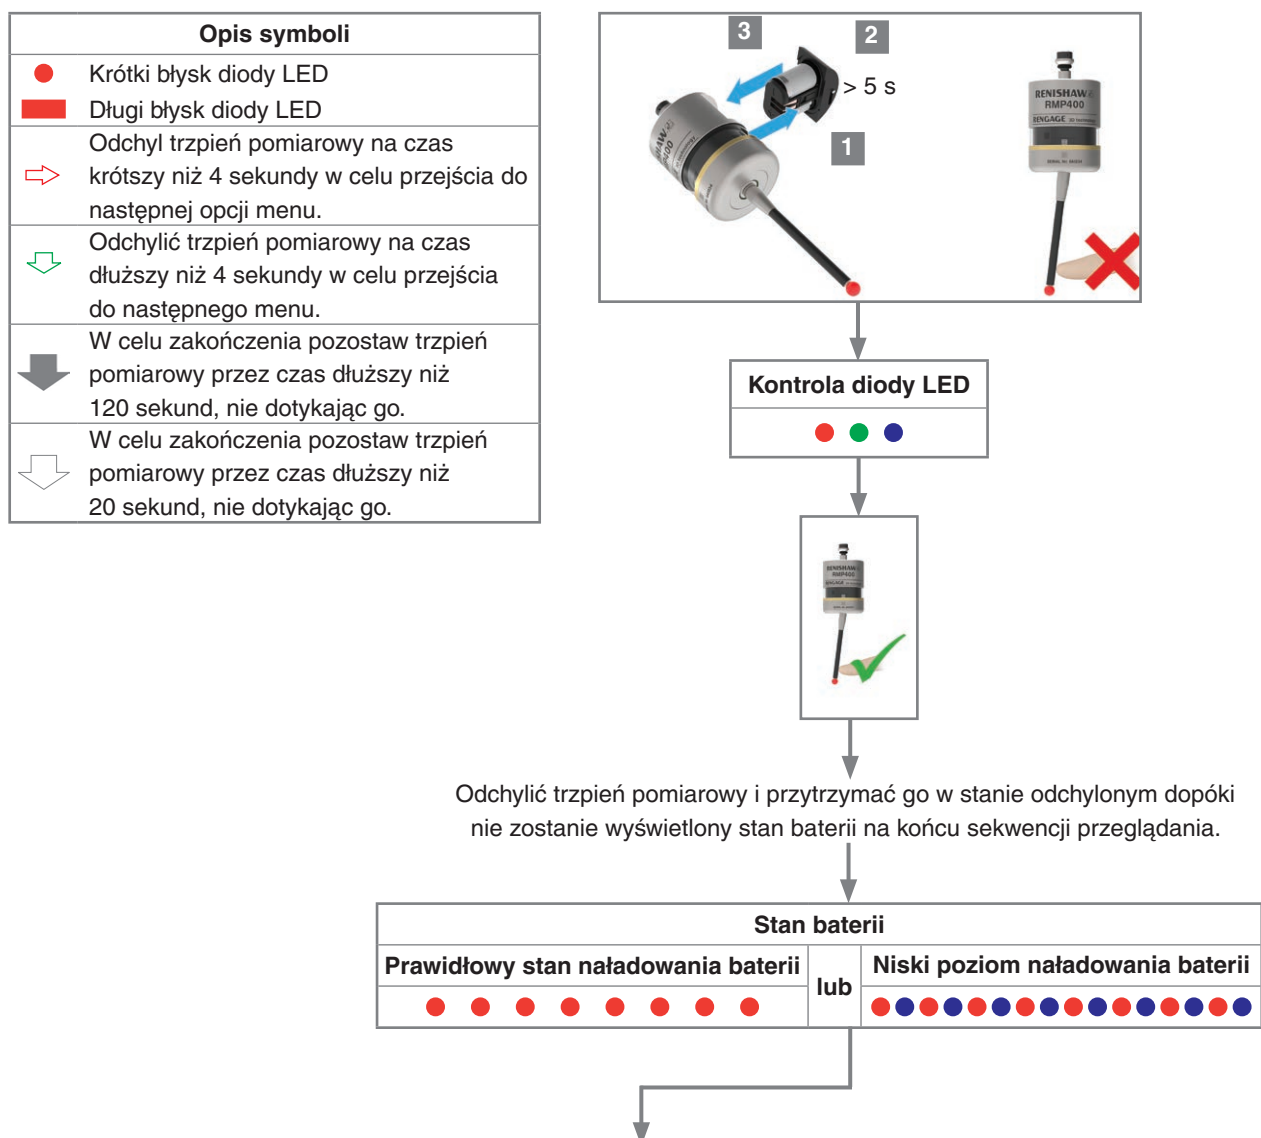 Opis symboli
Krótki błysk diody LED
Długi błysk diody LED
Odchyl trzpień pomiarowy na czas
krótszy niż 4 sekundy w celu przejścia do
następnej opcji menu.
Odchylić trzpień pomiarowy na czas
dłuższy niż 4 sekundy w celu przejścia
do następnego menu.
W celu zakończenia pozostaw trzpień
pomiarowy przez czas dłuższy niż
120 sekund, nie dotykając go.
W celu zakończenia pozostaw trzpień
pomiarowy przez czas dłuższy niż
20 sekund, nie dotykając go.
3
2
> 5 s
1
RENISHAW
RMP400
RENGAGE
Kontrola diody LED
RENISHAW
RMP400
RENGAGE
Odchylić trzpień pomiarowy i przytrzymać go w stanie odchylonym dopóki
nie zostanie wyświetlony stan baterii na końcu sekwencji przeglądania.
Stan baterii
Prawidłowy stan naładowania baterii
lub
Niski poziom naładowania baterii